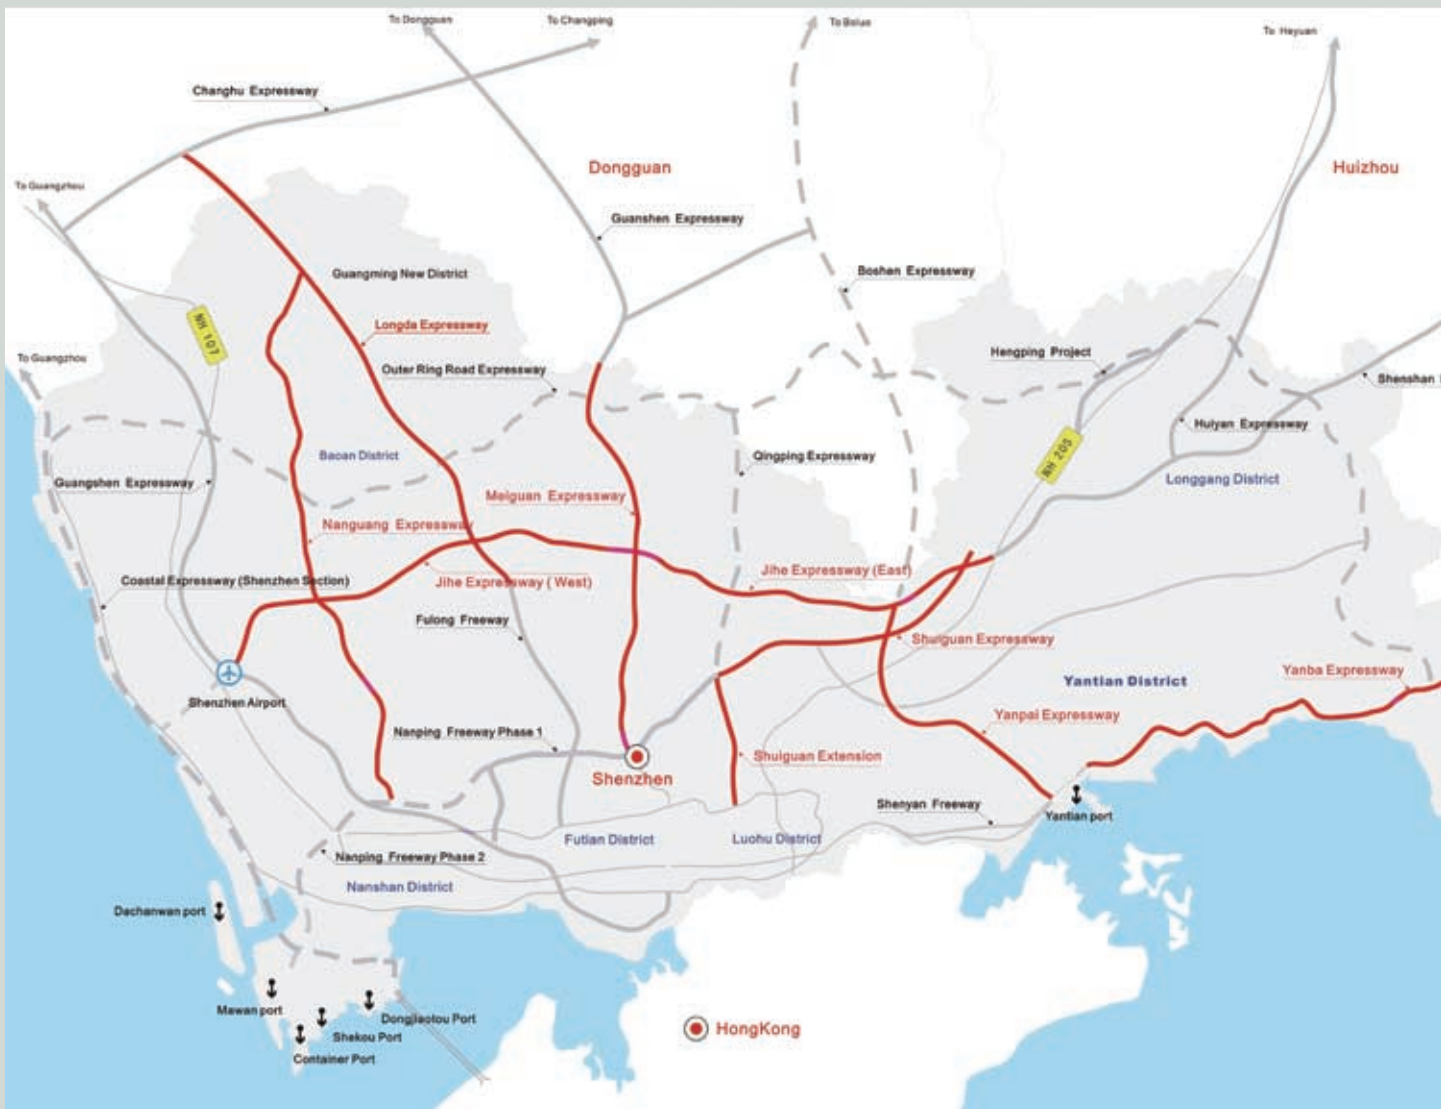 To Dongguan
To Changping
To Boluo
To Heyuan
Changhu Expressway
Dongguan
Huizhou
To Guangzhou
Guanshen Expressway
Guangming New District
Boshen Expressway
NH 107
Longda Expressway
To Guangzhou
Outer Ring Road Expressway
Hengping Project
Shenshan
Huiyan Expressway
NH 205
Baoan District
Qingping Expressway
Guangshen Expressway
Longgang District
Meiguan Expressway
Nanguang Expressway
Coastal Expressway (Shenzhen Section)
Jihe Expressway ( West)
Jihe Expressway (East)
Fulong Freeway
Shuiguan Expressway
Shenzhen Airport
Yantian District
Yanba Expressway
Nanping Freeway Phase 1
Yanpai Expressway
Shuiguan Extension
Shenzhen
Shenyan Freeway
Yantian port
Futian District
Luohu District
Nanping Freeway Phase 2
Nanshan District
Dachanwan port
Mawan port
Dongjiaotou Port
Shekou Port
Container Port
HongKong